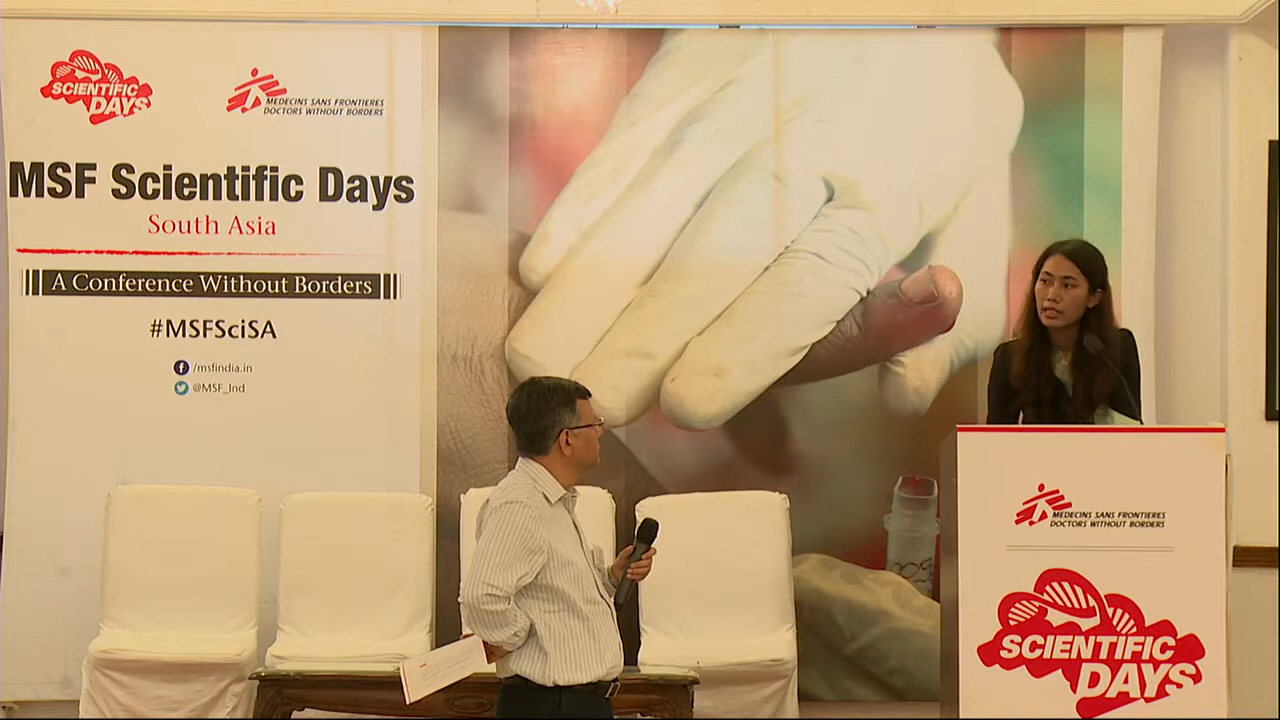 SCIENTIFIC
DAYS
MEDECINS SANS FRONTIERES
DOCTORS WITHOUT BORDERS
MSF Scientific Days
South Asia
A Conference Without Borders
#MSFSciSA
f /msfindia.in
@MSF_Ind
MEDECINS SANS FRONTIERES
DOCTORS WITHOUT BORDERS
SCIENTIFIC
DAYS